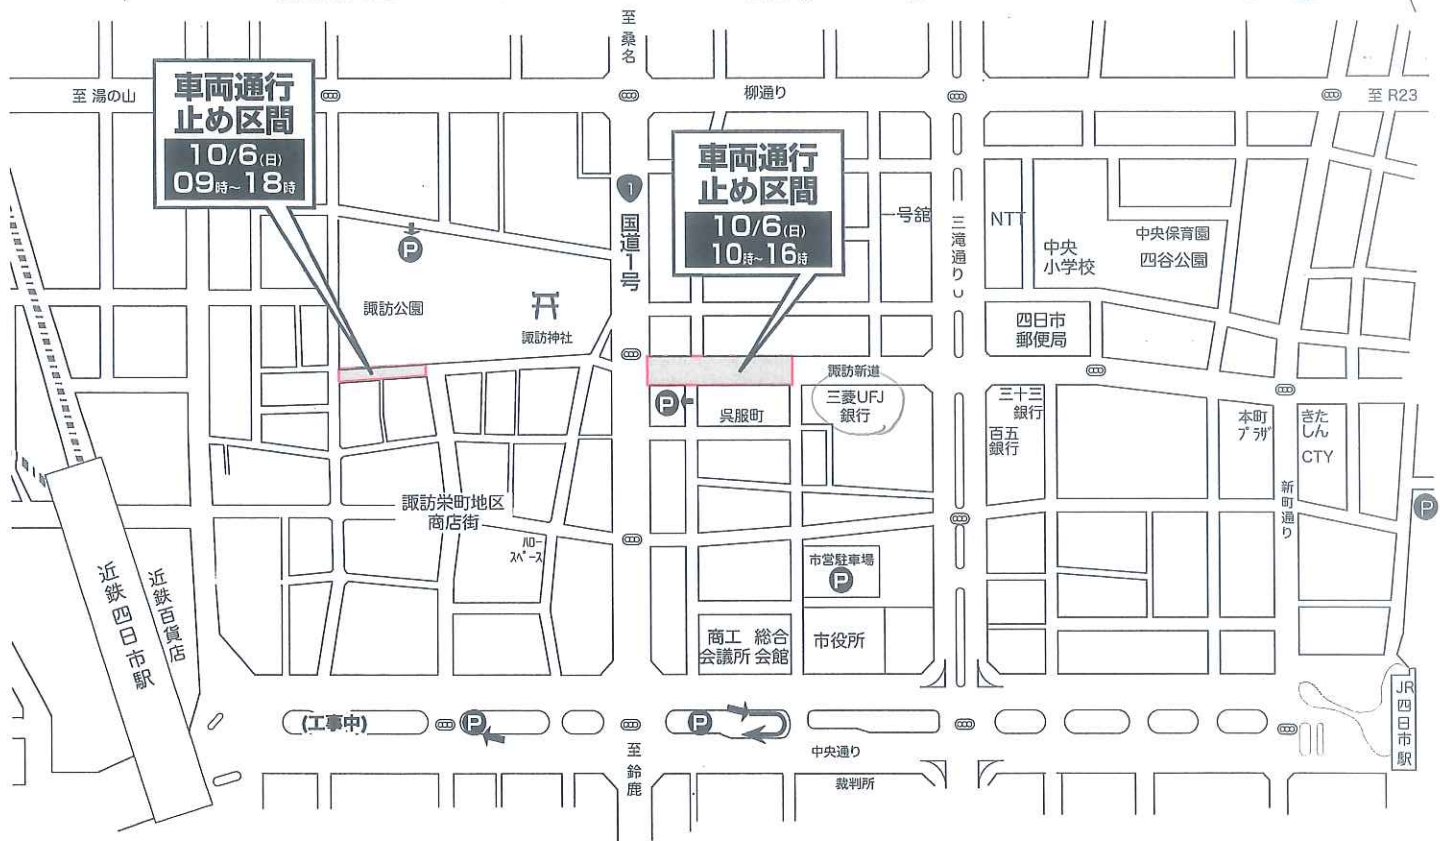 至桑名
至 湯の山
車両通行
止め区間
10/6(日)
09時~18時
柳通り
至 R23
車両通行
止め区間
10/6(日)
10時~16時
1
国道1号
一号舘
三滝通り
NTT
中央
小学校
中央保育園
四谷公園
P
諏訪公園
諏訪神社
四日市
郵便局
諏訪新道
三菱UFJ
銀行
P
呉服町
三十三
銀行
百五
銀行
本町
プラザ
きた
しん
CTY
新町通り
P
諏訪栄町地区
商店街
ハロー
スペース
市営駐車場
P
近鉄四日市駅
近鉄百貨店
商工
会議所
総合
会館
市役所
JR四日市駅
(工事中)
P
P
至鈴鹿
中央通り
裁判所